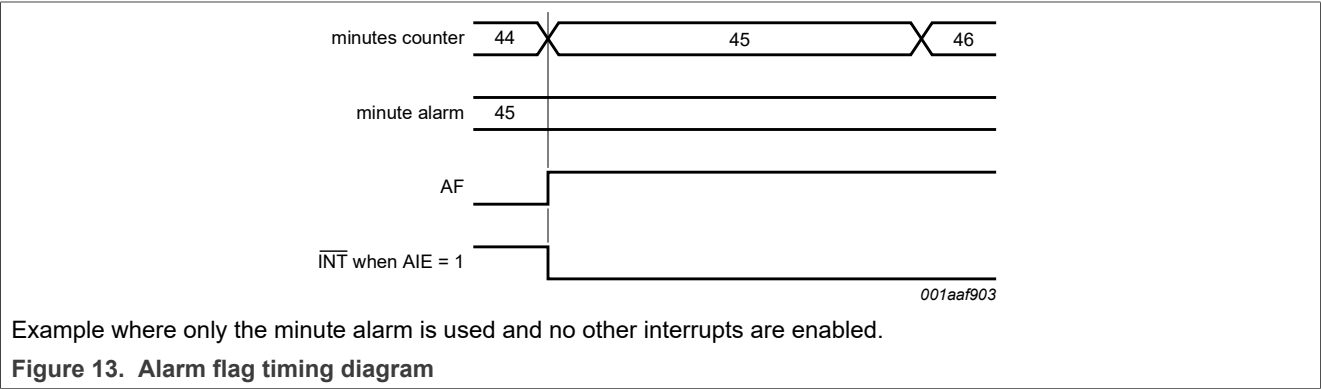 minutes counter 44 45 46
minute alarm 45
AF
INT when AIE = 1
001aaf903
Example where only the minute alarm is used and no other interrupts are enabled.
Figure 13. Alarm flag timing diagram